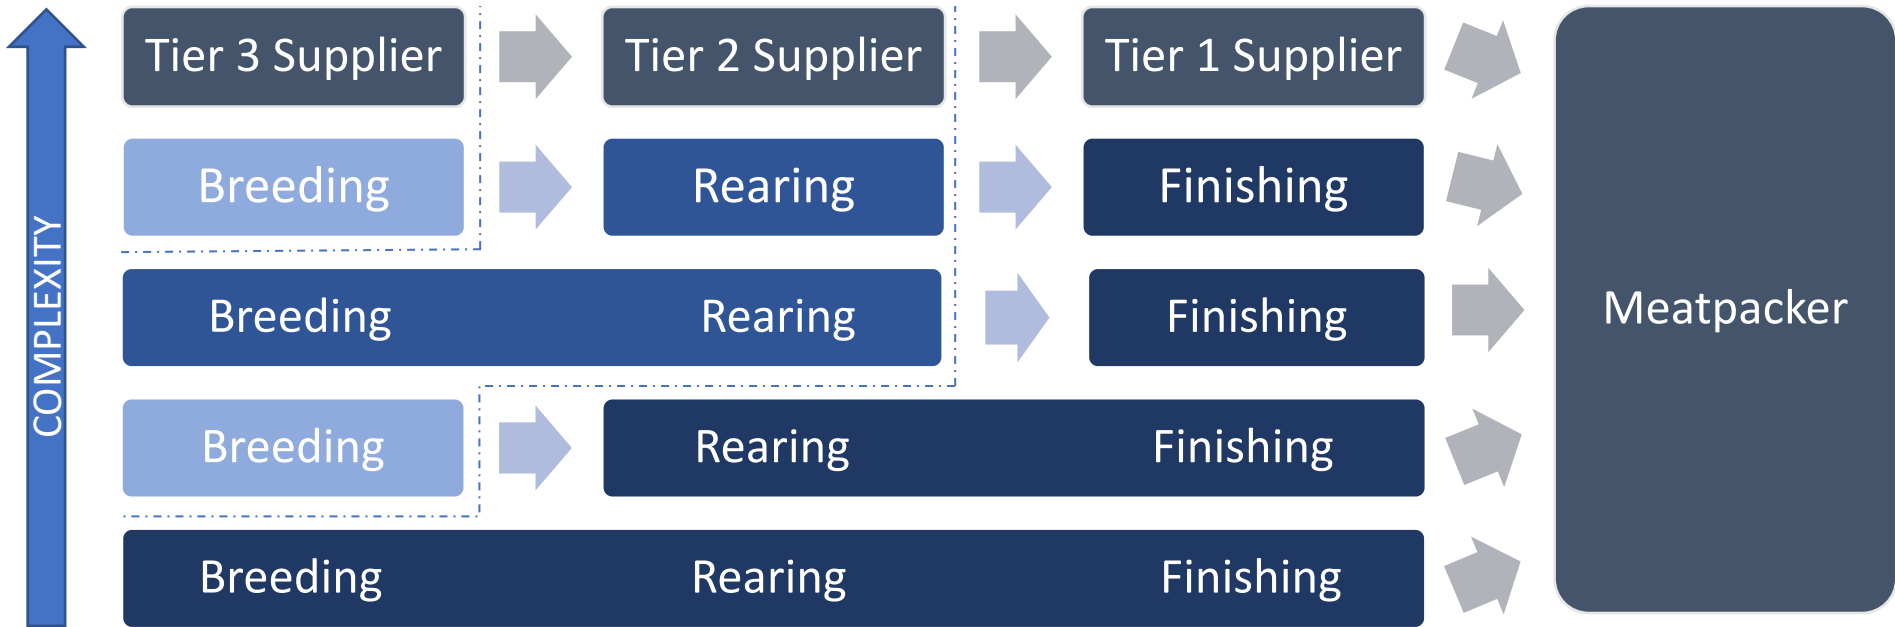 Tier 3 Supplier
Tier 2 Supplier
Tier 1 Supplier
Breeding
Rearing
Finishing
Breeding
Rearing
Finishing
Breeding
Rearing
Finishing
Breeding
Rearing
Finishing
Meatpacker
COMPLEXITY